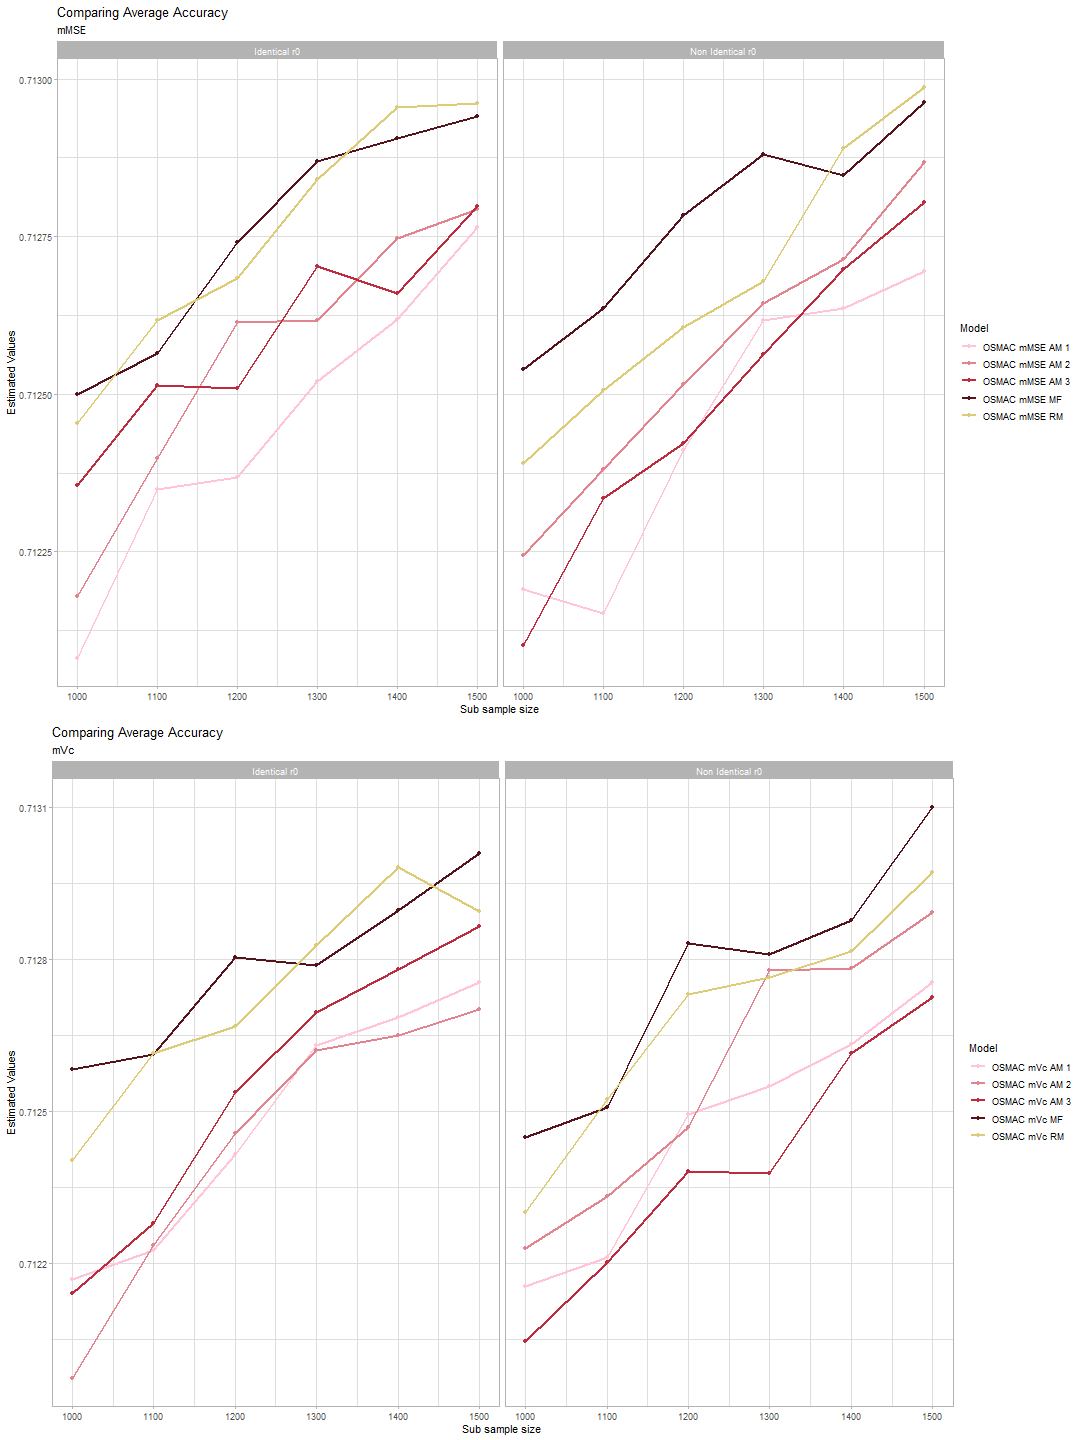 Comparing Average Accuracy
mMSE
Identical r0
Non Identical r0
0.71300
0.71275
0.71250
0.71225
Estimated Values
1000 1100 1200 1300 1400 1500
1000 1100 1200 1300 1400 1500
Sub sample size
Model
OSMAC mMSE AM 1
OSMAC mMSE AM 2
OSMAC mMSE AM 3
OSMAC mMSE MF
OSMAC mMSE RM
Comparing Average Accuracy
mVc
Identical r0
Non Identical r0
0.7131
0.7128
0.7125
0.7122
Estimated Values
1000 1100 1200 1300 1400 1500
1000 1100 1200 1300 1400 1500
Sub sample size
Model
OSMAC mVc AM 1
OSMAC mVc AM 2
OSMAC mVc AM 3
OSMAC mVc MF
OSMAC mVc RM